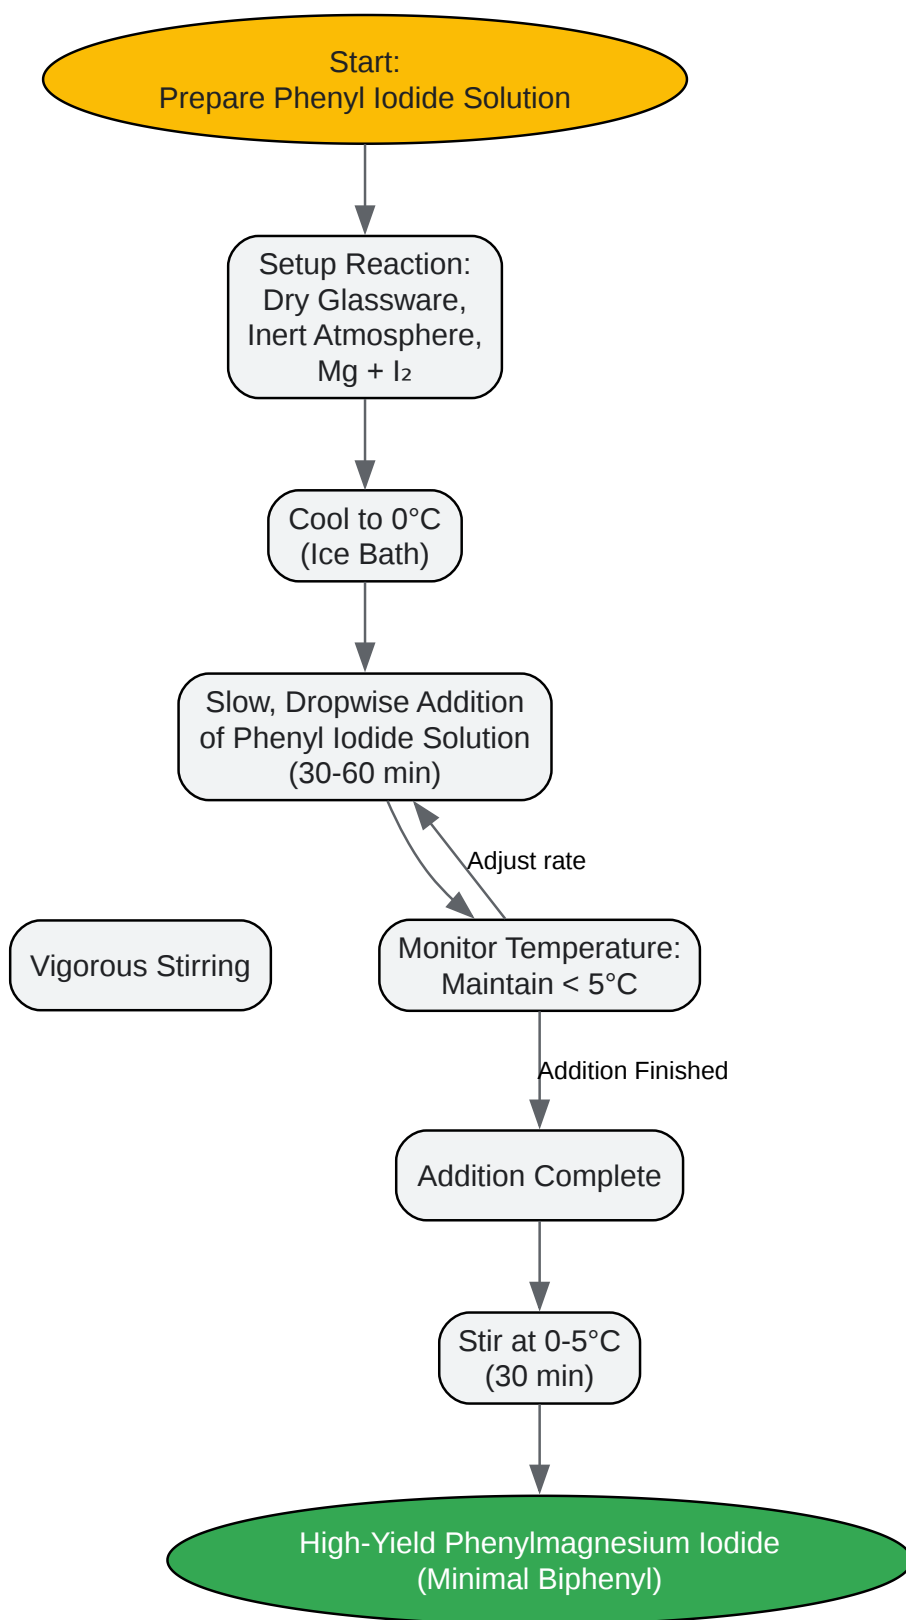 Start:
Prepare Phenyl Iodide Solution
Setup Reaction:
Dry Glassware,
Inert Atmosphere,
Mg + I₂
Cool to 0°C
(Ice Bath)
Slow, Dropwise Addition
of Phenyl Iodide Solution
(30-60 min)
Adjust rate
Vigorous Stirring
Monitor Temperature:
Maintain < 5°C
Addition Finished
Addition Complete
Stir at 0-5°C
(30 min)
High-Yield Phenylmagnesium Iodide
(Minimal Biphenyl)